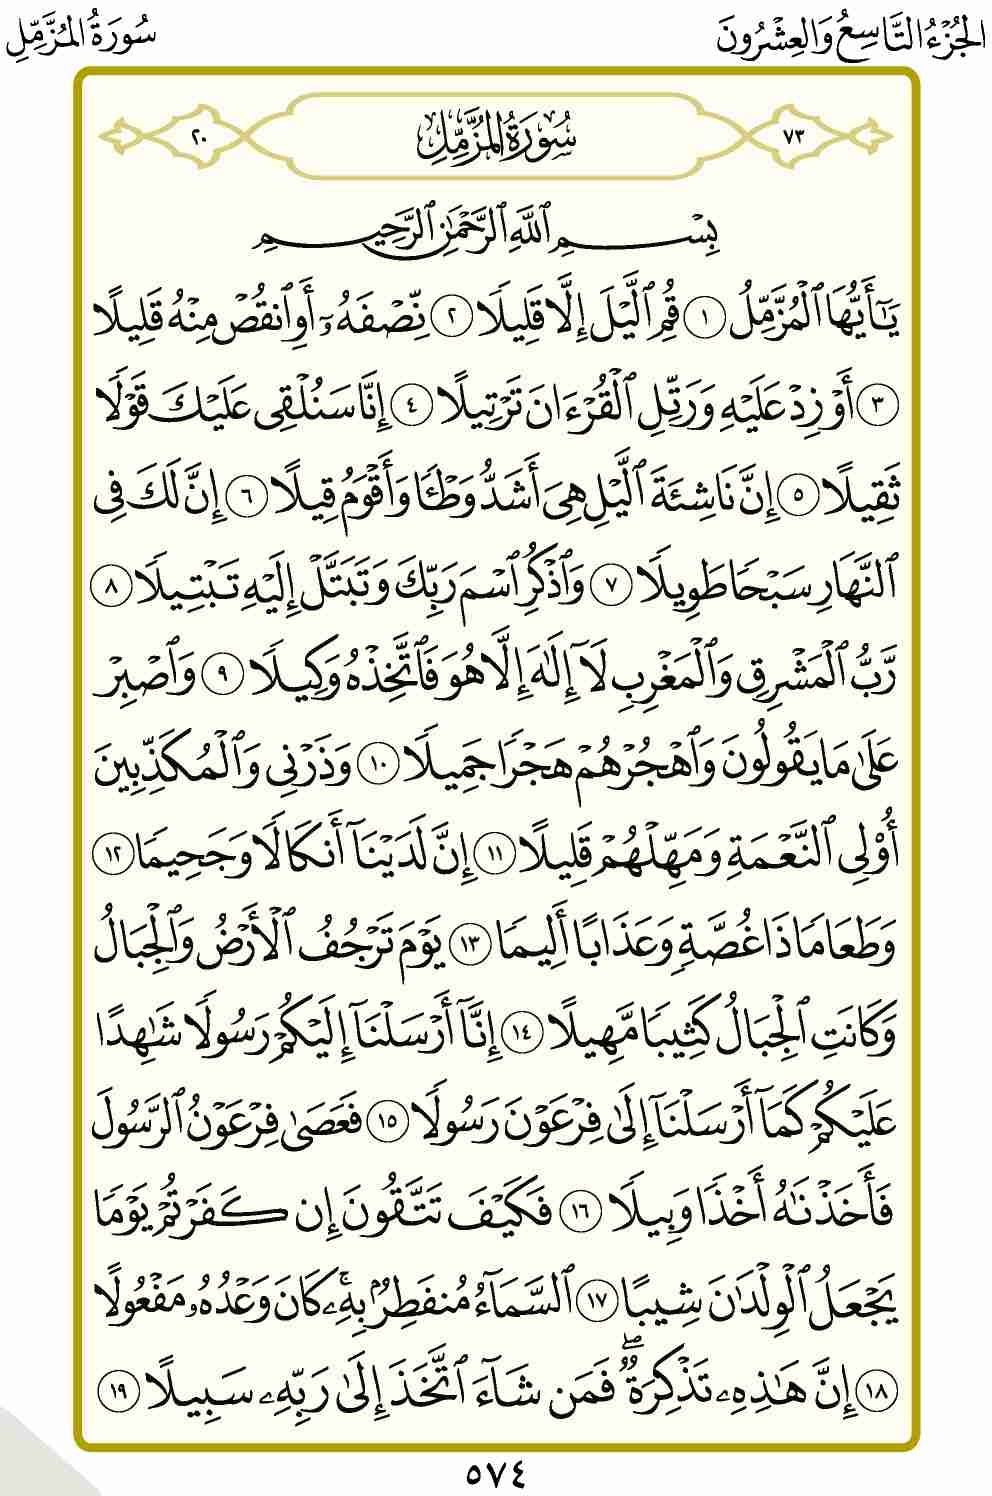 الجُزْءُ التَّاسِعُ وَالعِشْرُونَ سُورَةُ المُزَّمِّلِ
٧٣ سُورَةُ المُزَّمِّلِ ٢٠
بِسْمِ ٱللَّهِ ٱلرَّحْمَٰنِ ٱلرَّحِيمِ
يَٰٓأَيُّهَا ٱلْمُزَّمِّلُ ١ قُمِ ٱلَّيْلَ إِلَّا قَلِيلًا ٢ نِّصْفَهُۥٓ أَوِ ٱنقُصْ مِنْهُ قَلِيلًا
٣ أَوْ زِدْ عَلَيْهِ وَرَتِّلِ ٱلْقُرْءَانَ تَرْتِيلًا ٤ إِنَّا سَنُلْقِى عَلَيْكَ قَوْلًا
ثَقِيلًا ٥ إِنَّ نَاشِئَةَ ٱلَّيْلِ هِىَ أَشَدُّ وَطْـًٔا وَأَقْوَمُ قِيلًا ٦ إِنَّ لَكَ فِى
ٱلنَّهَارِ سَبْحًا طَوِيلًا ٧ وَٱذْكُرِ ٱسْمَ رَبِّكَ وَتَبَتَّلْ إِلَيْهِ تَبْتِيلًا ٨
رَّبُّ ٱلْمَشْرِقِ وَٱلْمَغْرِبِ لَآ إِلَٰهَ إِلَّا هُوَ فَٱتَّخِذْهُ وَكِيلًا ٩ وَٱصْبِرْ
عَلَىٰ مَا يَقُولُونَ وَٱهْجُرْهُمْ هَجْرًا جَمِيلًا ١٠ وَذَرْنِى وَٱلْمُكَذِّبِينَ
أُو۟لِى ٱلنَّعْمَةِ وَمَهِّلْهُمْ قَلِيلًا ١١ إِنَّ لَدَيْنَآ أَنكَالًا وَجَحِيمًا ١٢
وَطَعَامًا ذَا غُصَّةٍ وَعَذَابًا أَلِيمًا ١٣ يَوْمَ تَرْجُفُ ٱلْأَرْضُ وَٱلْجِبَالُ
وَكَانَتِ ٱلْجِبَالُ كَثِيبًا مَّهِيلًا ١٤ إِنَّآ أَرْسَلْنَآ إِلَيْكُمْ رَسُولًا شَٰهِدًا
عَلَيْكُمْ كَمَآ أَرْسَلْنَآ إِلَىٰ فِرْعَوْنَ رَسُولًا ١٥ فَعَصَىٰ فِرْعَوْنُ ٱلرَّسُولَ
فَأَخَذْنَٰهُ أَخْذًا وَبِيلًا ١٦ فَكَيْفَ تَتَّقُونَ إِن كَفَرْتُمْ يَوْمًا
يَجْعَلُ ٱلْوِلْدَٰنَ شِيبًا ١٧ ٱلسَّمَآءُ مُنفَطِرٌۢ بِهِۦ ۚ كَانَ وَعْدُهُۥ مَفْعُولًا
١٨ إِنَّ هَٰذِهِۦ تَذْكِرَةٌ ۖ فَمَن شَآءَ ٱتَّخَذَ إِلَىٰ رَبِّهِۦ سَبِيلًا ١٩
٥٧٤